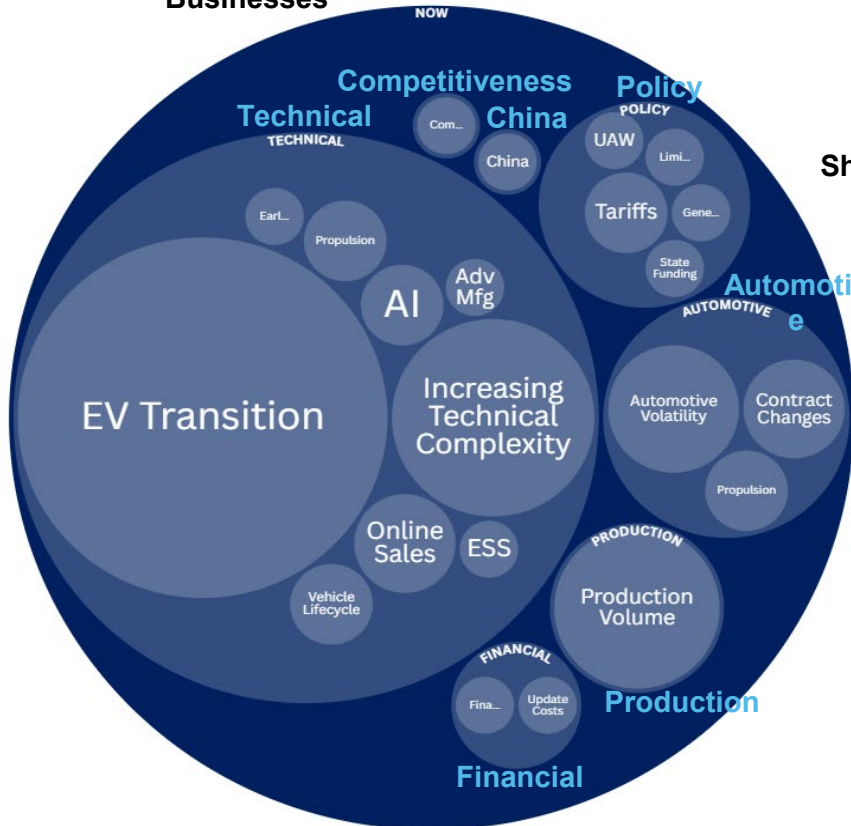 Businesses
NOW
Competitiveness
Policy
Technical
China
POLICY
TECHNICAL
Com...
UAW
China
Limi...
Sh
Earl...
Tariffs
Gene...
Propulsion
State
Funding
Adv
Mfg
AI
Automotiv
e
AUTOMOTIVE
EV Transition
Increasing
Technical
Complexity
Automotive
Volatility
Contract
Changes
Propulsion
Online
Sales
ESS
PRODUCTION
Production
Volume
Vehicle
Lifecycle
FINANCIAL
Fina...
Update
Costs
Production
Financial